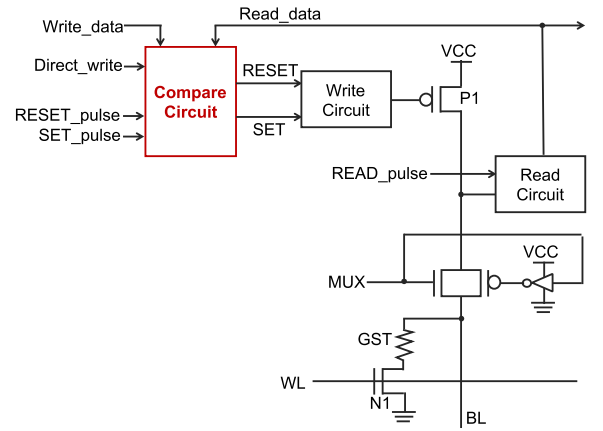 Write_data
Read_data
Direct_write
RESET_pulse
SET_pulse
Compare
Circuit
RESET
SET
Write
Circuit
VCC
P1
READ_pulse
Read
Circuit
MUX
VCC
GST
WL
N1
BL